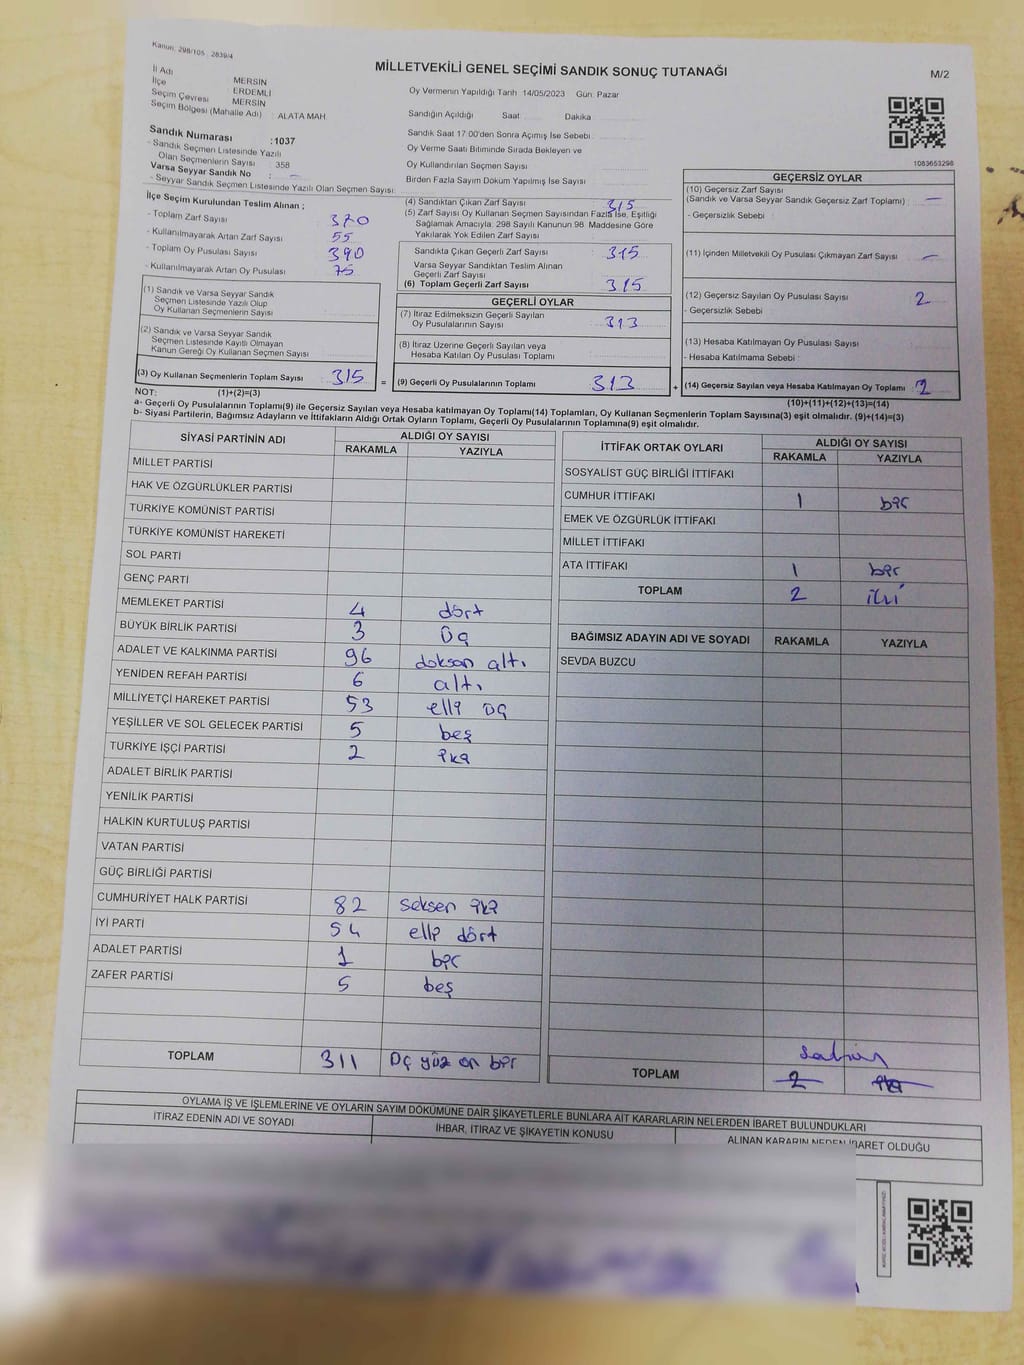 Kanun: 298/105 , 2839/4
MİLLETVEKİLİ GENEL SEÇİMİ SANDIK SONUÇ TUTANAĞI
M/2
İl Adı MERSİN
İlçe ERDEMLİ
Seçim Çevresi MERSİN
Seçim Bölgesi (Mahalle Adı) : ALATA MAH.
Sandık Numarası :1037
- Sandık Seçmen Listesinde Yazılı
Olan Seçmenlerin Sayısı : 358
Varsa Seyyar Sandık No : -
- Seyyar Sandık Seçmen Listesinde Yazılı Olan Seçmen Sayısı:
Oy Vermenin Yapıldığı Tarih 14/05/2023 Gün: Pazar
Sandığın Açıldığı Saat Dakika
Sandık Saat 17:00'den Sonra Açımış İse Sebebi
Oy Verme Saati Bitiminde Sırada Bekleyen ve
Oy Kullandırılan Seçmen Sayısı
Birden Fazla Sayım Döküm Yapılmış İse Sayısı
1083653298
İlçe Seçim Kurulundan Teslim Alınan ;
- Toplam Zarf Sayısı 370
- Kullanılmayarak Artan Zarf Sayısı 55
- Toplam Oy Pusulası Sayısı 390
- Kullanılmayarak Artan Oy Pusulası 75
(1) Sandık ve Varsa Seyyar Sandık
Seçmen Listesinde Yazılı Olup
Oy Kullanan Seçmenlerin Sayısı
(2) Sandık ve Varsa Seyyar Sandık
Seçmen Listesinde Kayıtlı Olmayan
Kanun Gereği Oy Kullanan Seçmen Sayısı
(3) Oy Kullanan Seçmenlerin Toplam Sayısı 315 =
(4) Sandıktan Çıkan Zarf Sayısı 315
(5) Zarf Sayısı Oy Kullanan Seçmen Sayısından Fazla İse, Eşitliği
Sağlamak Amacıyla; 298 Sayılı Kanunun 98. Maddesine Göre
Yakılarak Yok Edilen Zarf Sayısı
Sandıkta Çıkan Geçerli Zarf Sayısı 315
Varsa Seyyar Sandıktan Teslim Alınan
Geçerli Zarf Sayısı
(6) Toplam Geçerli Zarf Sayısı 315
GEÇERLİ OYLAR
(7) İtiraz Edilmeksizin Geçerli Sayılan
Oy Pusulalarının Sayısı 313
(8) İtiraz Üzerine Geçerli Sayılan veya
Hesaba Katılan Oy Pusulası Toplamı
(9) Geçerli Oy Pusulalarının Toplamı 313 +
GEÇERSİZ OYLAR
(10) Geçersiz Zarf Sayısı
(Sandık ve Varsa Seyyar Sandık Geçersiz Zarf Toplamı) : -
- Geçersizlik Sebebi :
(11) İçinden Milletvekili Oy Pusulası Çıkmayan Zarf Sayısı : -
(12) Geçersiz Sayılan Oy Pusulası Sayısı : 2
- Geçersizlik Sebebi
(13) Hesaba Katılmayan Oy Pusulası Sayısı
- Hesaba Katılmama Sebebi :
(14) Geçersiz Sayılan veya Hesaba Katılmayan Oy Toplamı : 2
NOT: (1)+(2)=(3) (10)+(11)+(12)+(13)=(14)
a- Geçerli Oy Pusulalarının Toplamı(9) ile Geçersiz Sayılan veya Hesaba katılmayan Oy Toplamı(14) Toplamları, Oy Kullanan Seçmenlerin Toplam Sayısına(3) eşit olmalıdır. (9)+(14)=(3)
b- Siyasi Partilerin, Bağımsız Adayların ve İttifakların Aldığı Ortak Oyların Toplamı, Geçerli Oy Pusulalarının Toplamına(9) eşit olmalıdır.
SİYASİ PARTİNİN ADI ALDIĞI OY SAYISI
RAKAMLA YAZIYLA
MİLLET PARTİSİ
HAK VE ÖZGÜRLÜKLER PARTİSİ
TÜRKİYE KOMÜNİST PARTİSİ
TÜRKİYE KOMÜNİST HAREKETİ
SOL PARTİ
GENÇ PARTİ
MEMLEKET PARTİSİ 4 dört
BÜYÜK BİRLİK PARTİSİ 3 üç
ADALET VE KALKINMA PARTİSİ 96 doksan altı
YENİDEN REFAH PARTİSİ 6 altı
MİLLİYETÇİ HAREKET PARTİSİ 53 elli üç
YEŞİLLER VE SOL GELECEK PARTİSİ 5 beş
TÜRKİYE İŞÇİ PARTİSİ 2 iki
ADALET BİRLİK PARTİSİ
YENİLİK PARTİSİ
HALKIN KURTULUŞ PARTİSİ
VATAN PARTİSİ
GÜÇ BİRLİĞİ PARTİSİ
CUMHURİYET HALK PARTİSİ 82 seksen iki
İYİ PARTİ 54 elli dört
ADALET PARTİSİ 1 bir
ZAFER PARTİSİ 5 beş
TOPLAM 311 üç yüz on bir
İTTİFAK ORTAK OYLARI ALDIĞI OY SAYISI
RAKAMLA YAZIYLA
SOSYALİST GÜÇ BİRLİĞİ İTTİFAKI
CUMHUR İTTİFAKI 1 bir
EMEK VE ÖZGÜRLÜK İTTİFAKI
MİLLET İTTİFAKI
ATA İTTİFAKI 1 bir
TOPLAM 2 iki
BAĞIMSIZ ADAYIN ADI VE SOYADI RAKAMLA YAZIYLA
SEVDA BUZCU
TOPLAM 2 iki
OYLAMA İŞ VE İŞLEMLERİNE VE OYLARIN SAYIM DÖKÜMÜNE DAİR ŞİKAYETLERLE BUNLARA AİT KARARLARIN NELERDEN İBARET BULUNDUKLARI
İTİRAZ EDENİN ADI VE SOYADI İHBAR, İTİRAZ VE ŞİKAYETİN KONUSU ALINAN KARARIN NEDEN İBARET OLDUĞU